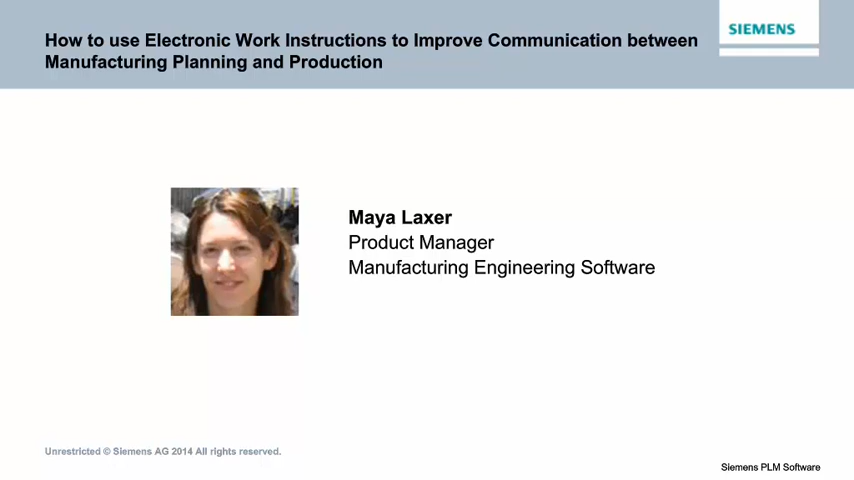 How to use Electronic Work Instructions to Improve Communication between
Manufacturing Planning and Production
SIEMENS
Maya Laxer
Product Manager
Manufacturing Engineering Software
Unrestricted © Siemens AG 2014 All rights reserved.
Siemens PLM Software